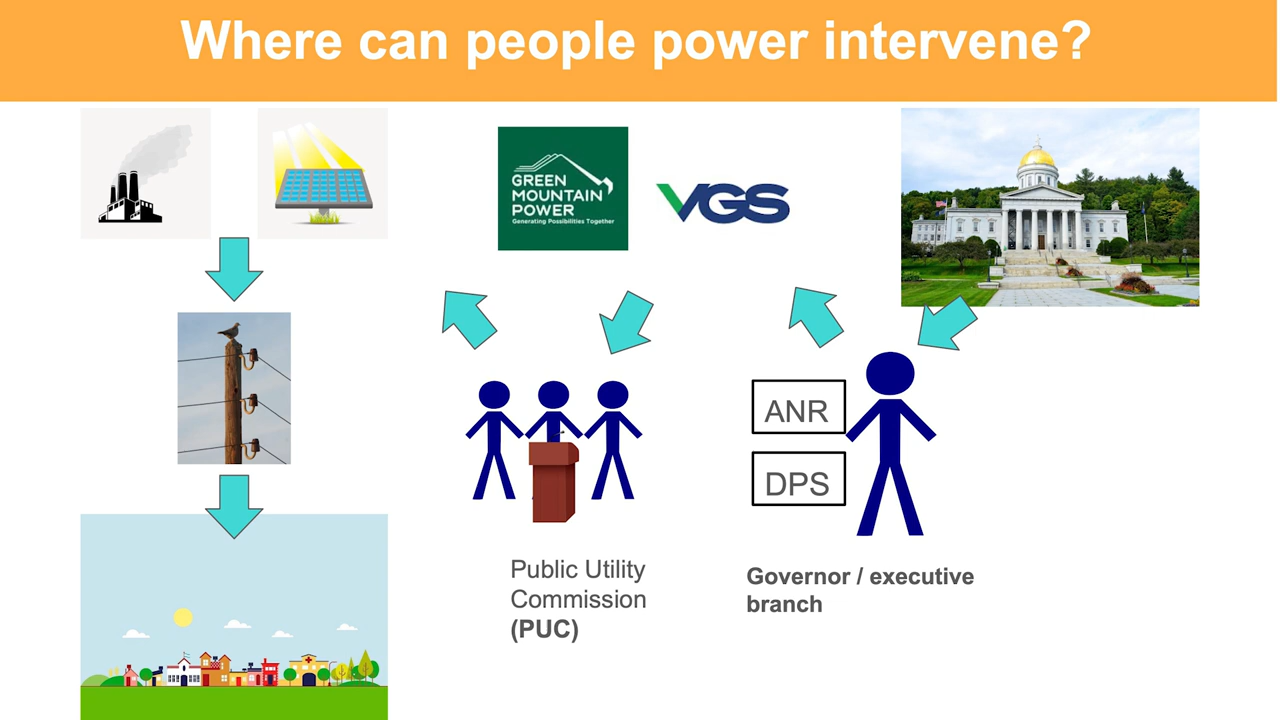 Where can people power intervene?
GREEN
MOUNTAIN
POWER
Generating Possibilities Together
VGS
ANR
DPS
Public Utility
Commission
(PUC)
Governor / executive
branch